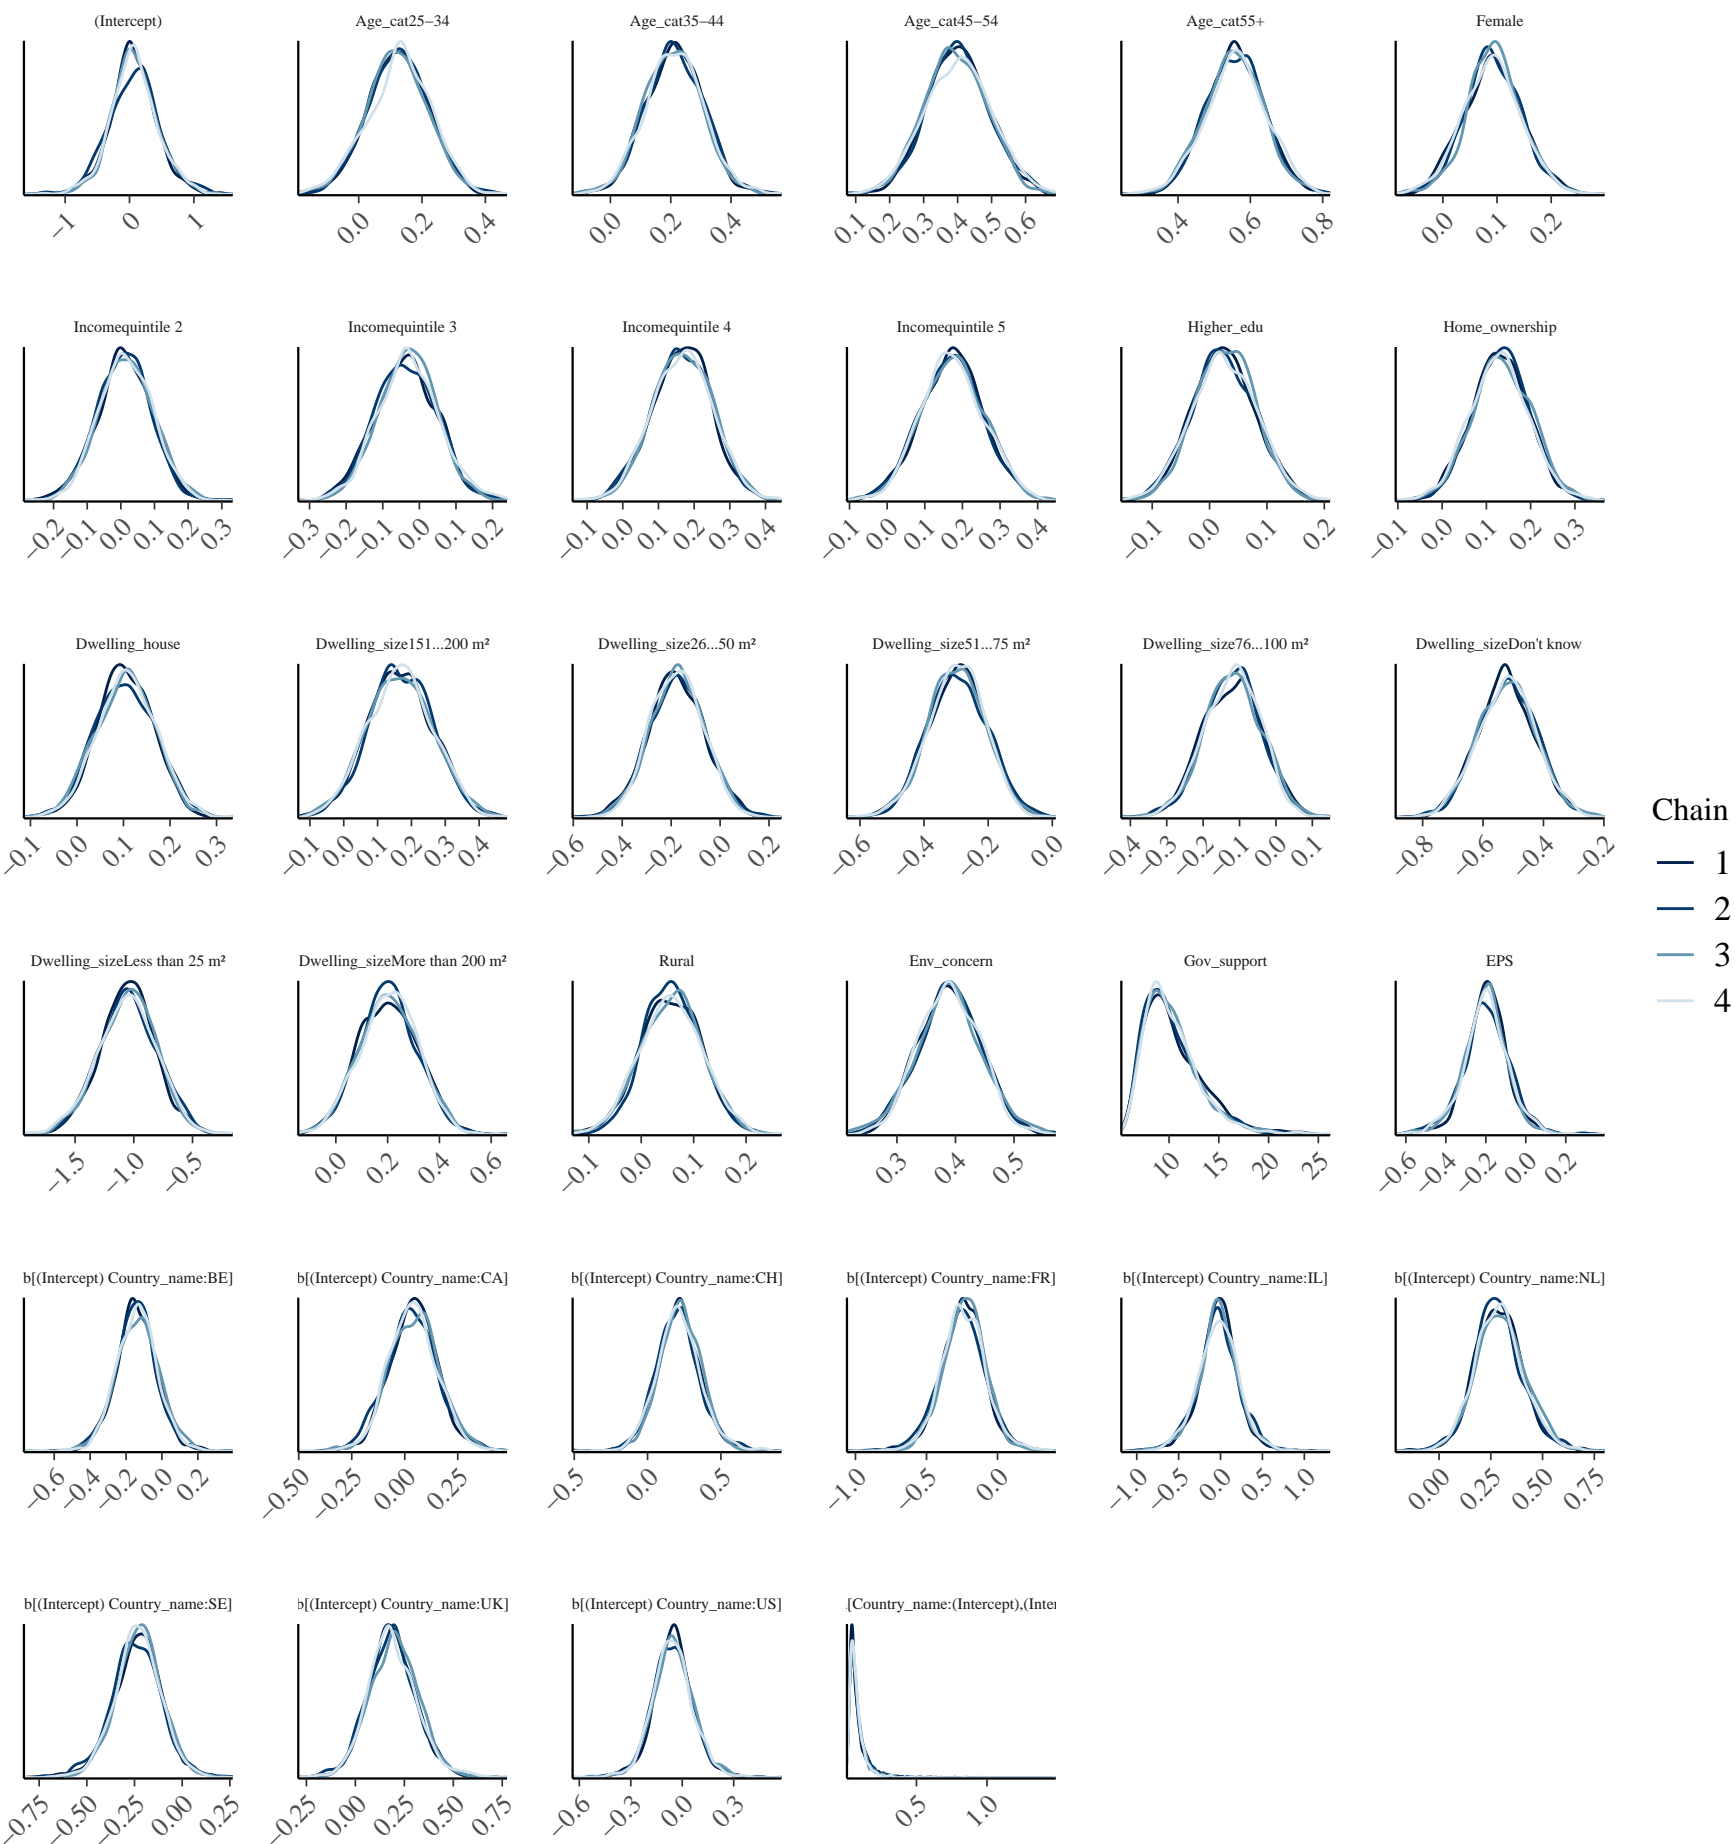 (Intercept) Age_cat25−34 Age_cat35−44 Age_cat45−54 Age_cat55+ Female
−1 0 1 0.0 0.2 0.4 0.0 0.2 0.4 0.1 0.2 0.3 0.4 0.5 0.6 0.4 0.6 0.8 0.0 0.1 0.2
Incomequintile 2 Incomequintile 3 Incomequintile 4 Incomequintile 5 Higher_edu Home_ownership
−0.2 −0.1 0.0 0.1 0.2 0.3 −0.3 −0.2 −0.1 0.0 0.1 0.2 −0.1 0.0 0.1 0.2 0.3 0.4 −0.1 0.0 0.1 0.2 0.3 0.4 −0.1 0.0 0.1 0.2 −0.1 0.0 0.1 0.2 0.3
Dwelling_house Dwelling_size151...200 m² Dwelling_size26...50 m² Dwelling_size51...75 m² Dwelling_size76...100 m² Dwelling_sizeDon't know
−0.1 0.0 0.1 0.2 0.3 −0.1 0.0 0.1 0.2 0.3 0.4 −0.6 −0.4 −0.2 0.0 0.2 −0.6 −0.4 −0.2 0.0 −0.4 −0.3 −0.2 −0.1 0.0 0.1 −0.8 −0.6 −0.4 −0.2
Chain
1
2
3
4
Dwelling_sizeLess than 25 m² Dwelling_sizeMore than 200 m² Rural Env_concern Gov_support EPS
−1.5 −1.0 −0.5 0.0 0.2 0.4 0.6 −0.1 0.0 0.1 0.2 0.3 0.4 0.5 10 15 20 25 −0.6 −0.4 −0.2 0.0 0.2
b[(Intercept) Country_name:BE] b[(Intercept) Country_name:CA] b[(Intercept) Country_name:CH] b[(Intercept) Country_name:FR] b[(Intercept) Country_name:IL] b[(Intercept) Country_name:NL]
−0.6 −0.4 −0.2 0.0 0.2 −0.50 −0.25 0.00 0.25 −0.5 0.0 0.5 −1.0 −0.5 0.0 −1.0 −0.5 0.0 0.5 1.0 0.00 0.25 0.50 0.75
b[(Intercept) Country_name:SE] b[(Intercept) Country_name:UK] b[(Intercept) Country_name:US] [Country_name:(Intercept),(Inter
−0.75 −0.50 −0.25 0.00 0.25 −0.25 0.00 0.25 0.50 0.75 −0.6 −0.3 0.0 0.3 0.5 1.0